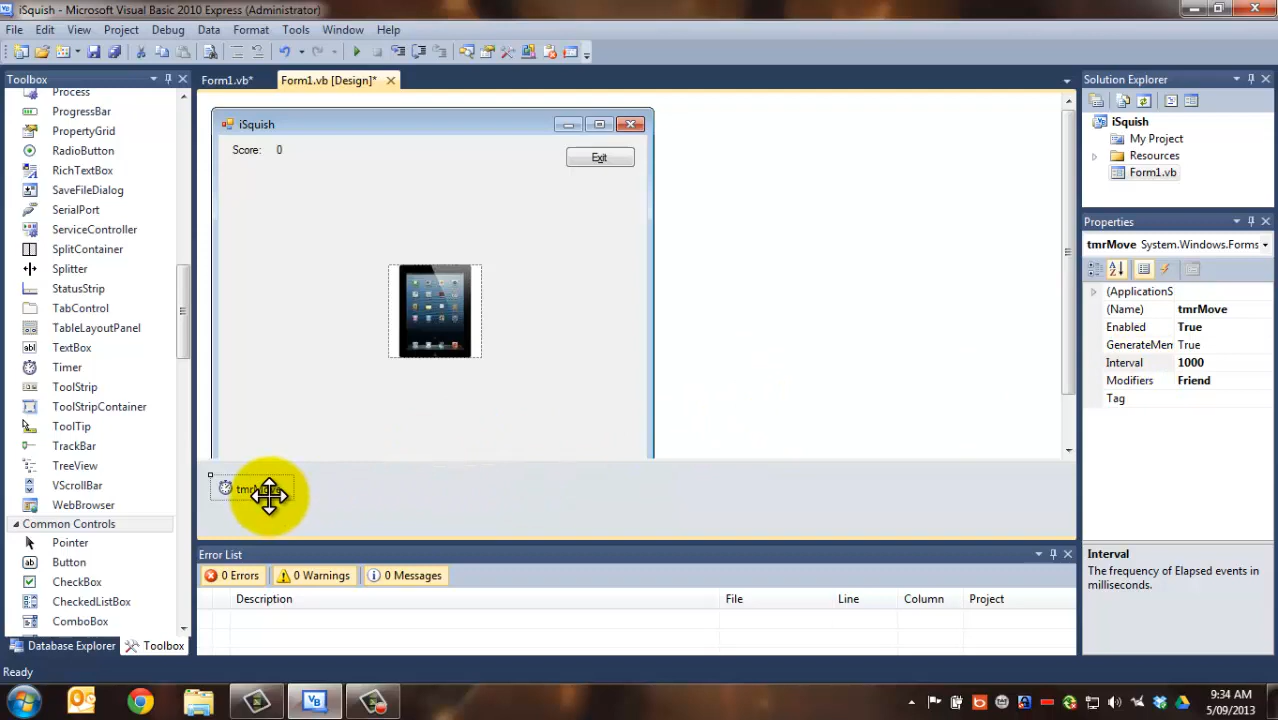 iSquish - Microsoft Visual Basic 2010 Express (Administrator)
File Edit View Project Debug Format Tools Window Help
Toolbox
Process
ProgressBar
PropertyGrid
RadioButton
RichTextBox
SaveFileDialog
SerialPort
ServiceController
SplitContainer
Splitter
StatusStrip
TabControl
TableLayoutPanel
TextBox
Timer
ToolStrip
ToolStripContainer
ToolTip
TrackBar
TreeView
VScrollBar
WebBrowser
Common Controls
Pointer
Button
CheckBox
CheckedListBox
ComboBox
Database Explorer Toolbox
Form1.vb* Form1.vb [Design]*
iSquish
Score: 0
Exit
Error List
0 Errors 0 Warnings 0 Messages
Description File Line Column Project
Solution Explorer
iSquish
My Project
Resources
Form1.vb
Properties
tmrMove System.Windows.Forms
(ApplicationS
(Name) tmrMove
Enabled True
GenerateMen True
Interval 1000
Modifiers Friend
Tag
Interval
The frequency of Elapsed events in
milliseconds.
Ready
9:34 AM
5/09/2013